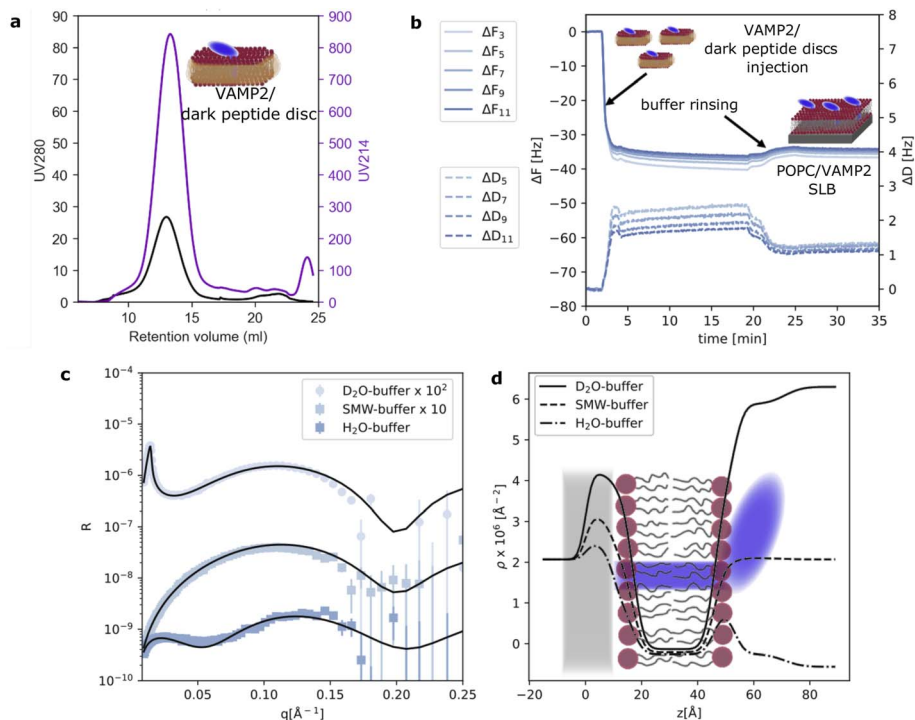 a
VAMP2/
dark peptide disc
UV280
UV214
90
80
70
60
50
40
30
20
10
0
900
800
700
600
500
400
300
200
100
0
10
15
20
25
Retention volume (ml)
b
ΔF3
ΔF5
ΔF7
ΔF9
ΔF11
ΔD5
ΔD7
ΔD9
ΔD11
VAMP2/
dark peptide discs
injection
buffer rinsing
POPC/VAMP2
SLB
ΔF [Hz]
0
−10
−20
−30
−40
−50
−60
−70
−80
ΔD [Hz]
8
7
6
5
4
3
2
1
0
0
5
10
15
20
25
30
35
time [min]
c
D2O-buffer x 10²
SMW-buffer x 10
H2O-buffer
R
10⁻⁴
10⁻⁵
10⁻⁶
10⁻⁷
10⁻⁸
10⁻⁹
10⁻¹⁰
0.05
0.10
0.15
0.20
0.25
q[Å⁻¹]
d
D2O-buffer
SMW-buffer
H2O-buffer
ρ x 10⁶ [Å⁻²]
6
5
4
3
2
1
0
−20
0
20
40
60
80
100
z[Å]